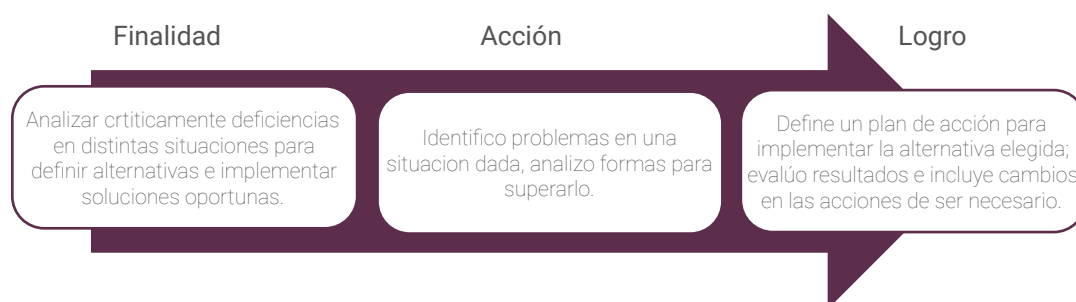 Finalidad
Analizar crtiticamente deficiencias
en distintas situaciones para
definir alternativas e implementar
soluciones oportunas.
Acción
Identifico problemas en una
situacion dada, analizo formas para
superarlo.
Logro
Define un plan de acción para
implementar la alternativa elegida;
evalúo resultados e incluye cambios
en las acciones de ser necesario.